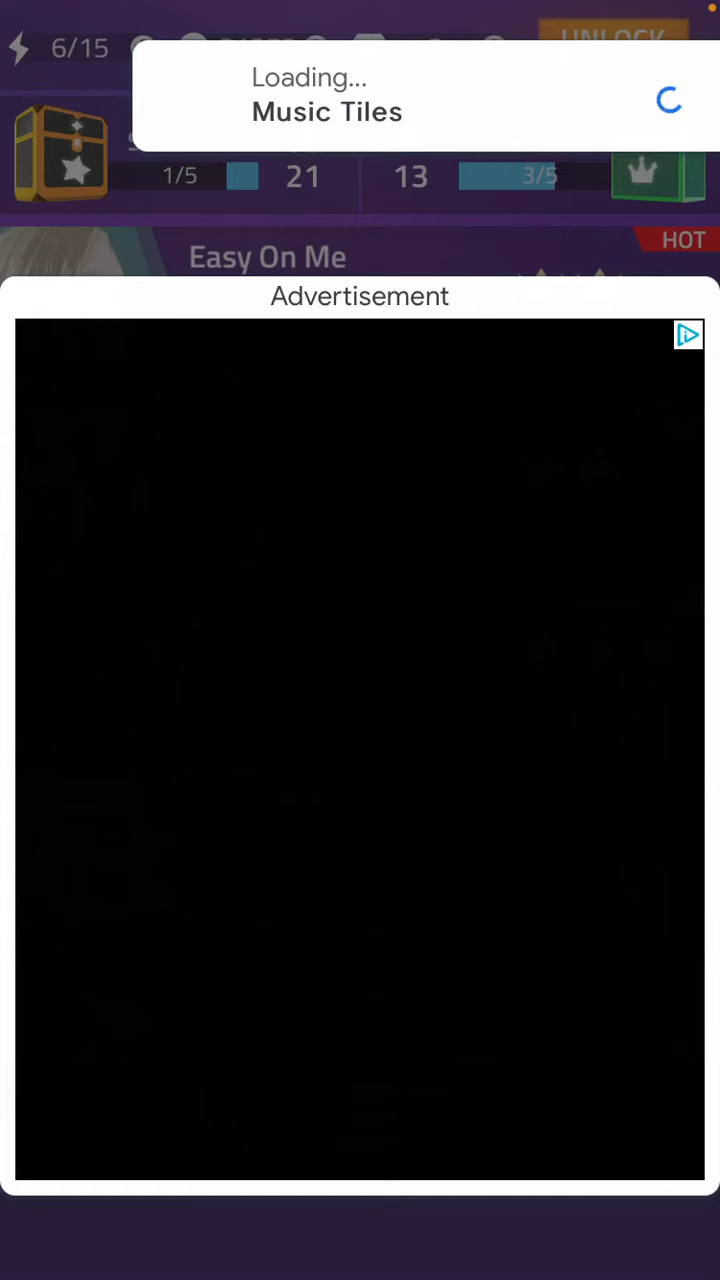 6/15
Loading...
Music Tiles
1/5
21
13
3/5
Easy On Me
HOT
Advertisement